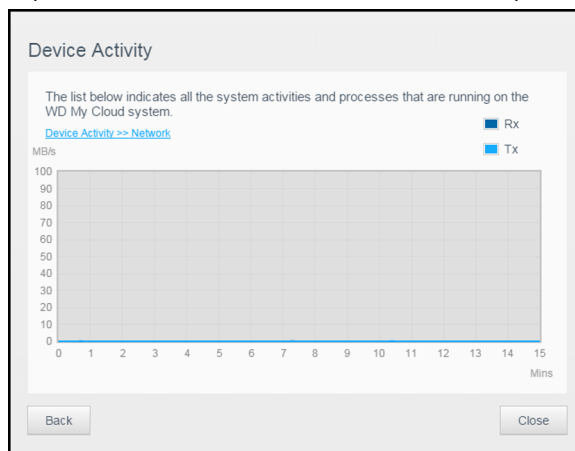 Device Activity
The list below indicates all the system activities and processes that are running on the
WD My Cloud system.
Device Activity >> Network
Rx
Tx
MB/s
100
90
80
70
60
50
40
30
20
10
0
0 1 2 3 4 5 6 7 8 9 10 11 12 13 14 15
Mins
Back Close